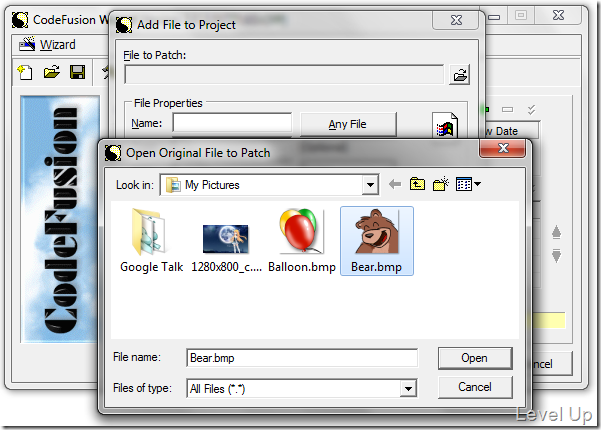 CodeFusion W
Add File to Project
Wizard
File to Patch:
File Properties
Name:
Any File
w Date
CodeFusion
Open Original File to Patch
Look in:
My Pictures
Google Talk
1280x800_c....
Balloon.bmp
Bear.bmp
File name:
Bear.bmp
Open
Files of type:
All Files (*.*)
Cancel
ncel
Level Up